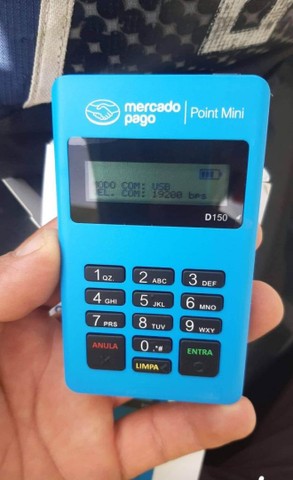 mercado
pago
Point Mini
MODO COM: USB
VEL. COM: 19200 bps
D150
1 QZ.
2 ABC
3 DEF
4 GHI
5 JKL
6 MNO
7 PRS
8 TUV
9 WXY
ANULA
0 .*#
ENTRA
LIMPA